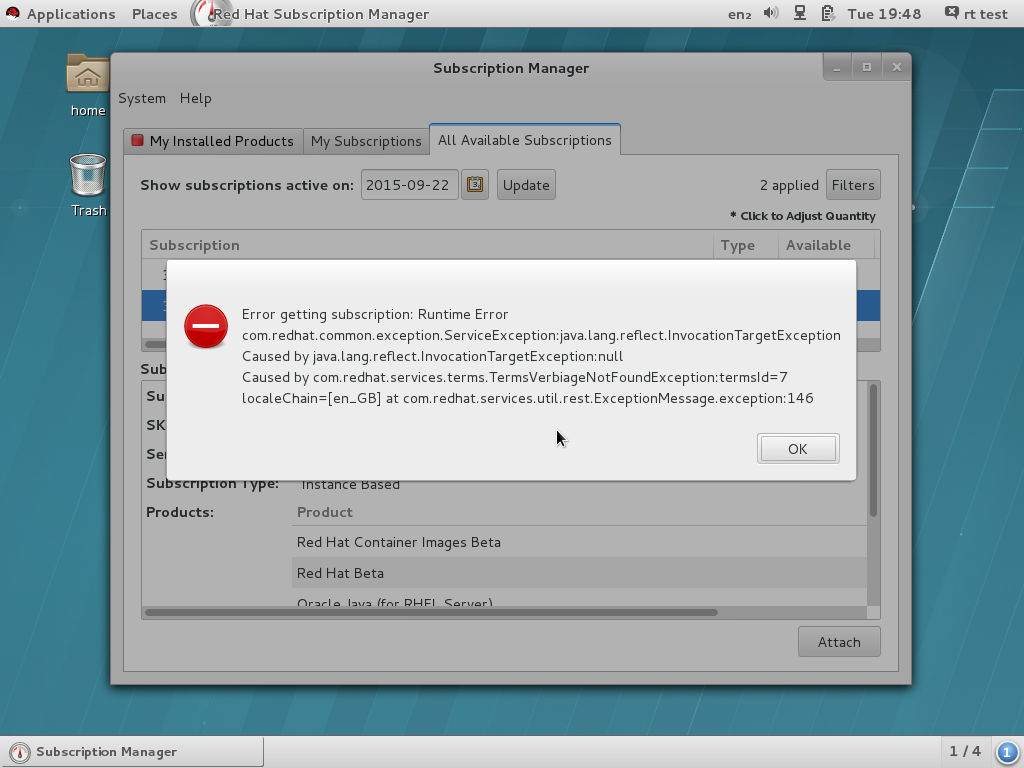 Applications Places Red Hat Subscription Manager en₂ Tue 19:48 rt test
home
Trash
Subscription Manager
System Help
My Installed Products My Subscriptions All Available Subscriptions
Show subscriptions active on: 2015-09-22 Update 2 applied Filters
* Click to Adjust Quantity
Subscription Type Available
Error getting subscription: Runtime Error
com.redhat.common.exception.ServiceException:java.lang.reflect.InvocationTargetException
Caused by java.lang.reflect.InvocationTargetException:null
Caused by com.redhat.services.terms.TermsVerbiageNotFoundException:termsId=7
localeChain=[en_GB] at com.redhat.services.util.rest.ExceptionMessage.exception:146
OK
Subscription Type: Instance Based
Products: Product
Red Hat Container Images Beta
Red Hat Beta
Oracle Java (for RHEL Server)
Attach
Subscription Manager 1 / 4 1